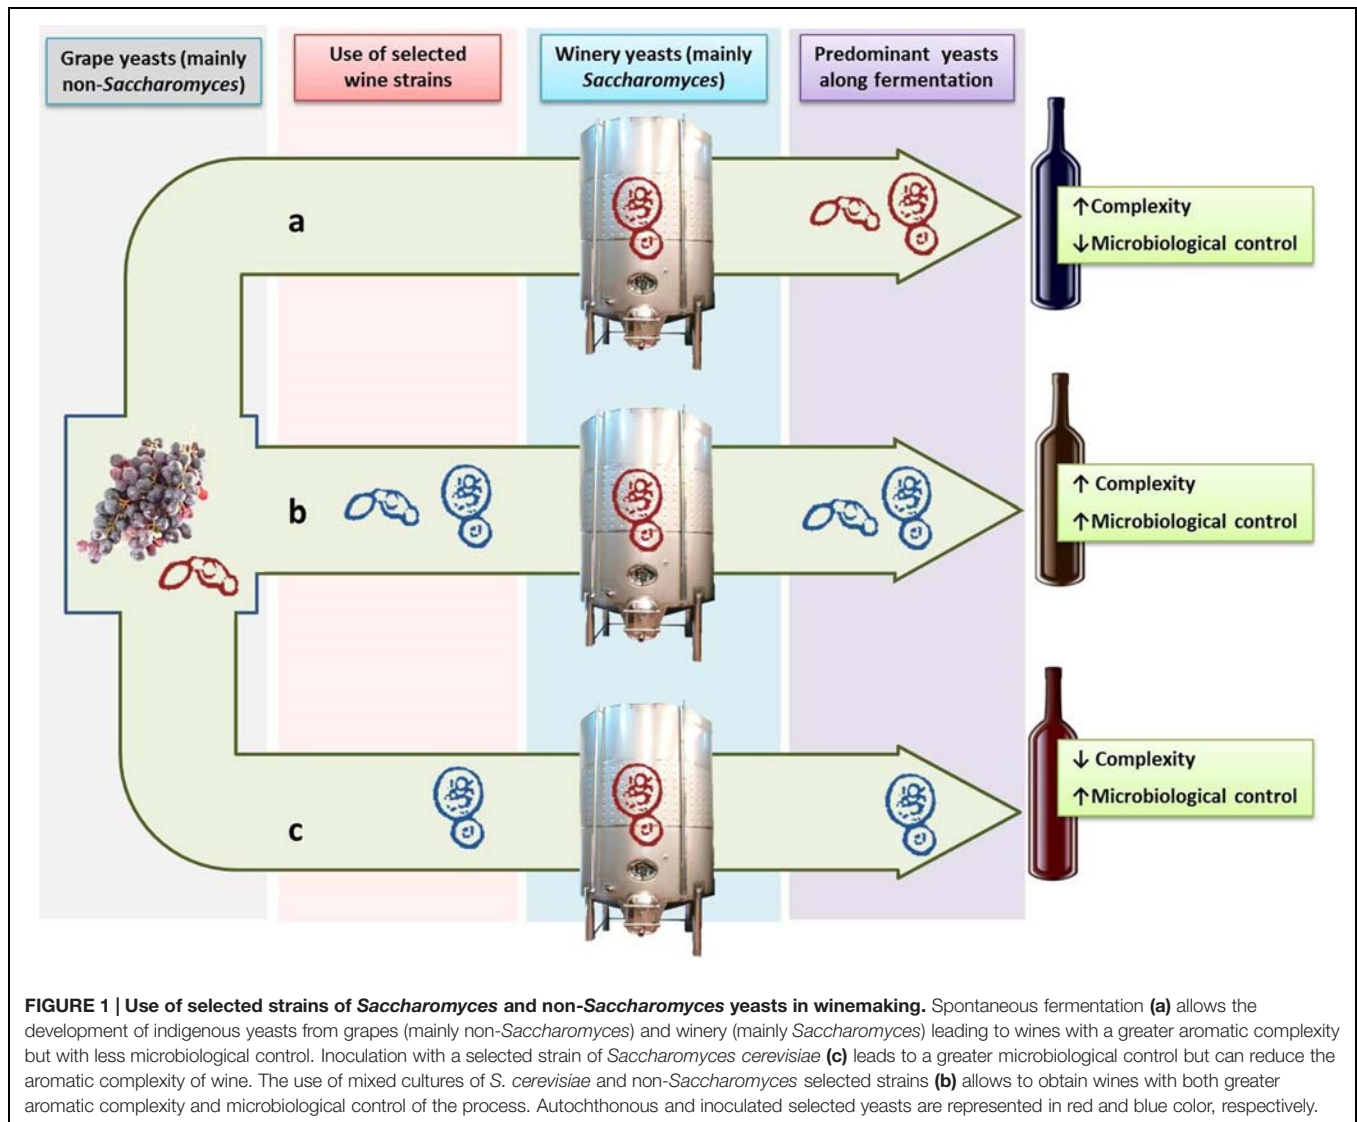 Grape yeasts (mainly
non-Saccharomyces)
Use of selected
wine strains
Winery yeasts (mainly
Saccharomyces)
Predominant yeasts
along fermentation
a
↑Complexity
↓Microbiological control
b
↑ Complexity
↑Microbiological control
c
↓ Complexity
↑Microbiological control
FIGURE 1 | Use of selected strains of Saccharomyces and non-Saccharomyces yeasts in winemaking. Spontaneous fermentation (a) allows the
development of indigenous yeasts from grapes (mainly non-Saccharomyces) and winery (mainly Saccharomyces) leading to wines with a greater aromatic complexity
but with less microbiological control. Inoculation with a selected strain of Saccharomyces cerevisiae (c) leads to a greater microbiological control but can reduce the
aromatic complexity of wine. The use of mixed cultures of S. cerevisiae and non-Saccharomyces selected strains (b) allows to obtain wines with both greater
aromatic complexity and microbiological control of the process. Autochthonous and inoculated selected yeasts are represented in red and blue color, respectively.